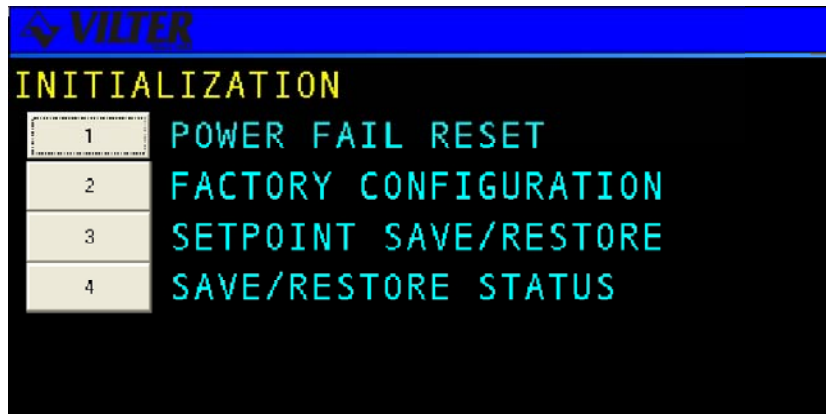 VILTER
INITIALIZATION
1 POWER FAIL RESET
2 FACTORY CONFIGURATION
3 SETPOINT SAVE/RESTORE
4 SAVE/RESTORE STATUS